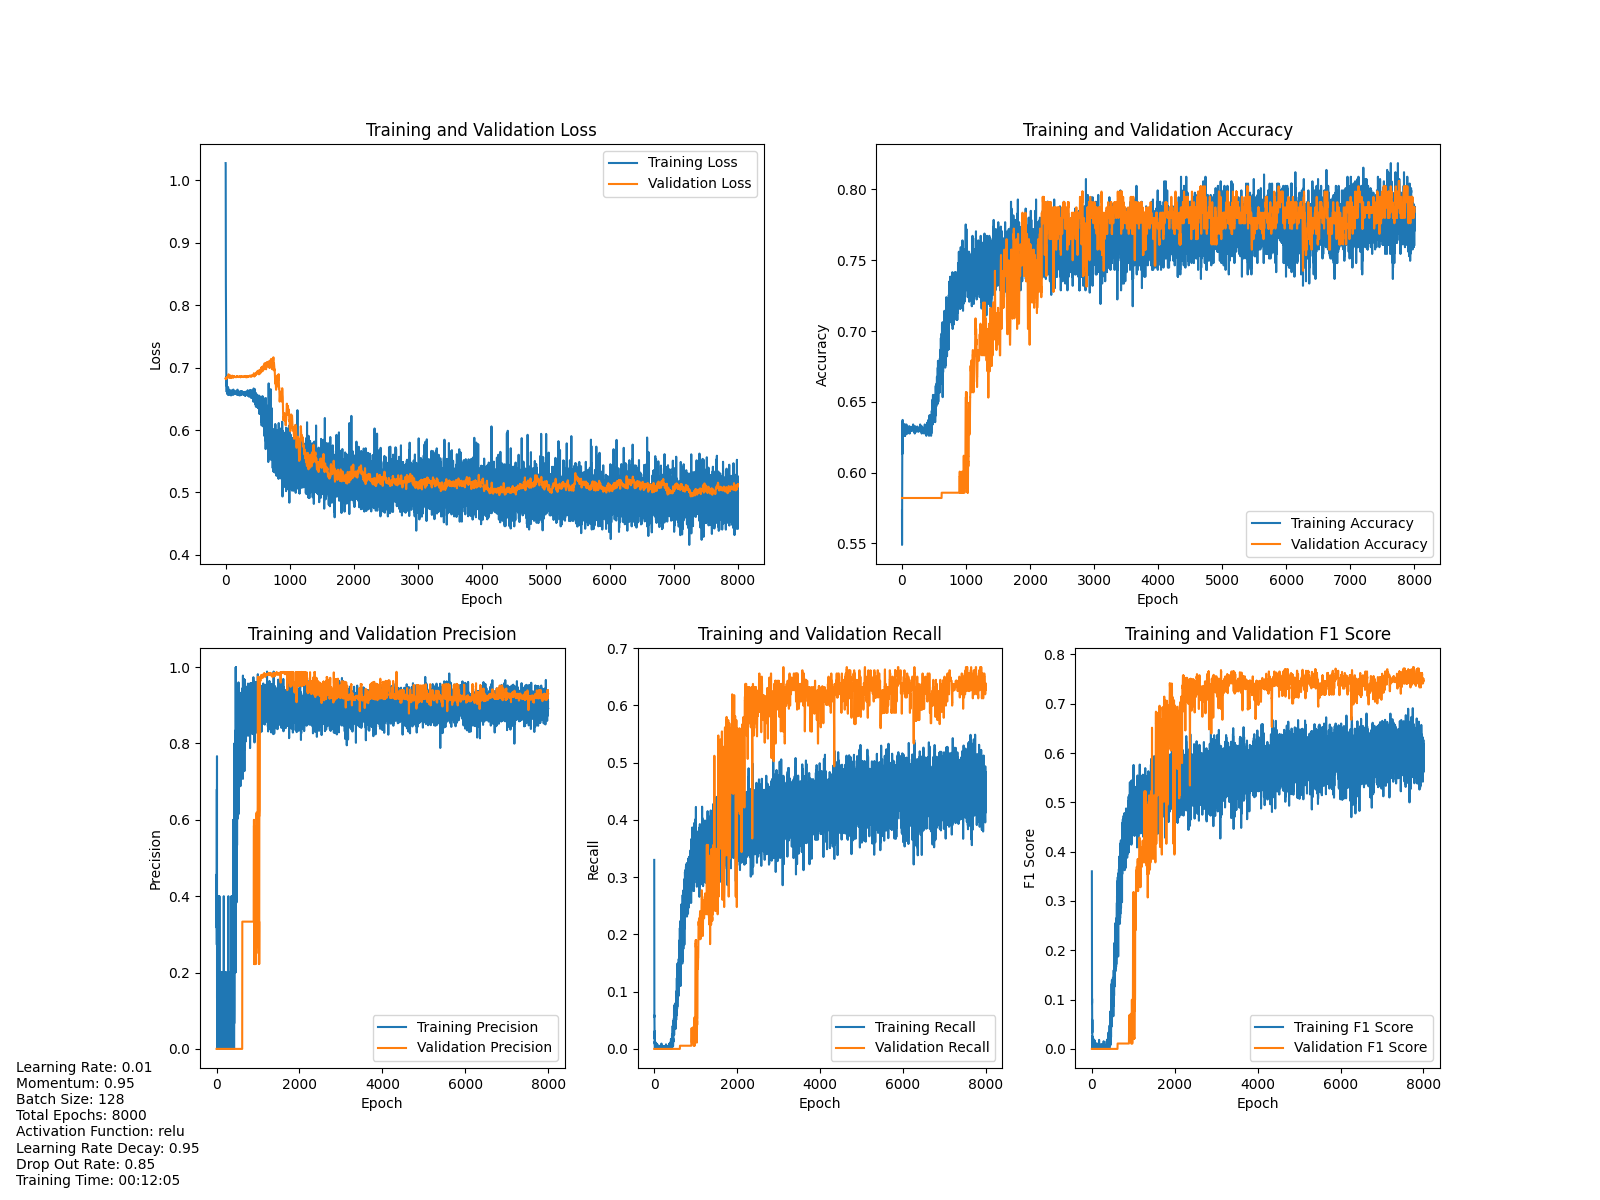 Training and Validation Loss
1.0
0.9
0.8
0.7
0.6
0.5
0.4
Loss
0 1000 2000 3000 4000 5000 6000 7000 8000
Epoch
Training Loss
Validation Loss
Training and Validation Accuracy
0.80
0.75
0.70
0.65
0.60
0.55
Accuracy
0 1000 2000 3000 4000 5000 6000 7000 8000
Epoch
Training Accuracy
Validation Accuracy
Training and Validation Precision
1.0
0.8
0.6
0.4
0.2
0.0
Precision
0 2000 4000 6000 8000
Epoch
Training Precision
Validation Precision
Training and Validation Recall
0.7
0.6
0.5
0.4
0.3
0.2
0.1
0.0
Recall
0 2000 4000 6000 8000
Epoch
Training Recall
Validation Recall
Training and Validation F1 Score
0.8
0.7
0.6
0.5
0.4
0.3
0.2
0.1
0.0
F1 Score
0 2000 4000 6000 8000
Epoch
Training F1 Score
Validation F1 Score
Learning Rate: 0.01
Momentum: 0.95
Batch Size: 128
Total Epochs: 8000
Activation Function: relu
Learning Rate Decay: 0.95
Drop Out Rate: 0.85
Training Time: 00:12:05